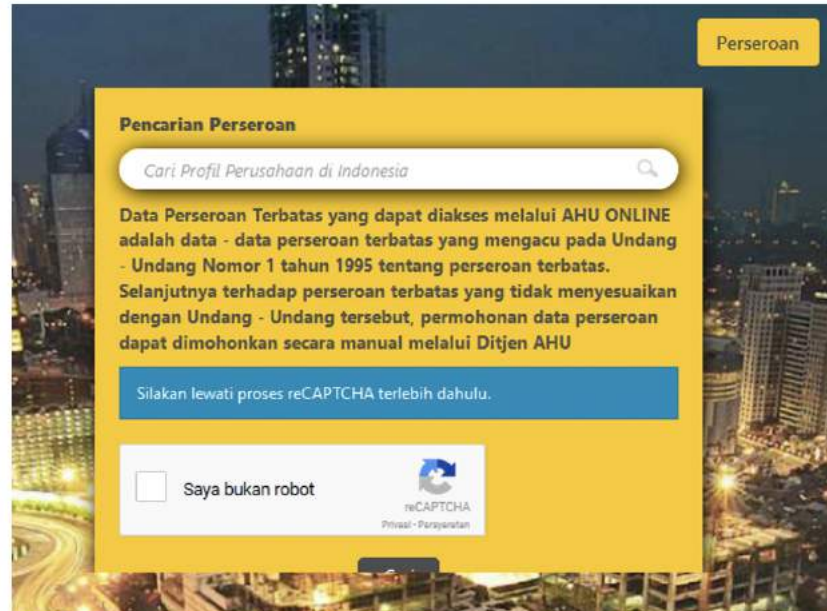 Perseroan
Pencarian Perseroan
Cari Profil Perusahaan di Indonesia
Data Perseroan Terbatas yang dapat diakses melalui AHU ONLINE
adalah data - data perseroan terbatas yang mengacu pada Undang
- Undang Nomor 1 tahun 1995 tentang perseroan terbatas.
Selanjutnya terhadap perseroan terbatas yang tidak menyesuaikan
dengan Undang - Undang tersebut, permohonan data perseroan
dapat dimohonkan secara manual melalui Ditjen AHU
Silakan lewati proses reCAPTCHA terlebih dahulu.
Saya bukan robot
reCAPTCHA
Privasi - Persyaratan